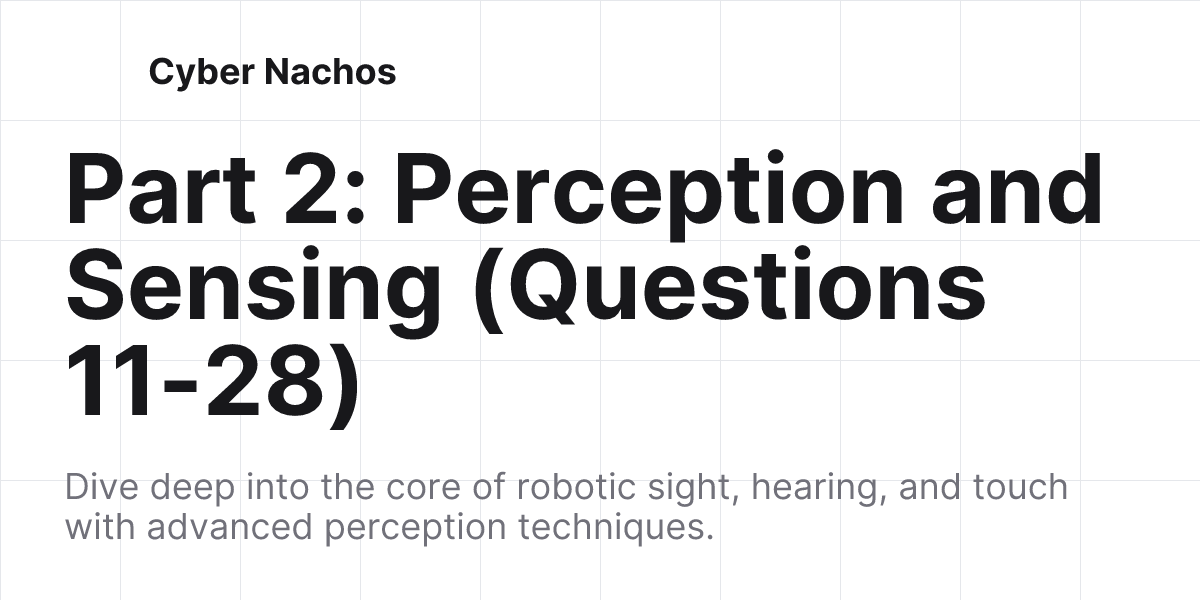 Cyber Nachos
Part 2: Perception and
Sensing (Questions
11-28)
Dive deep into the core of robotic sight, hearing, and touch
with advanced perception techniques.